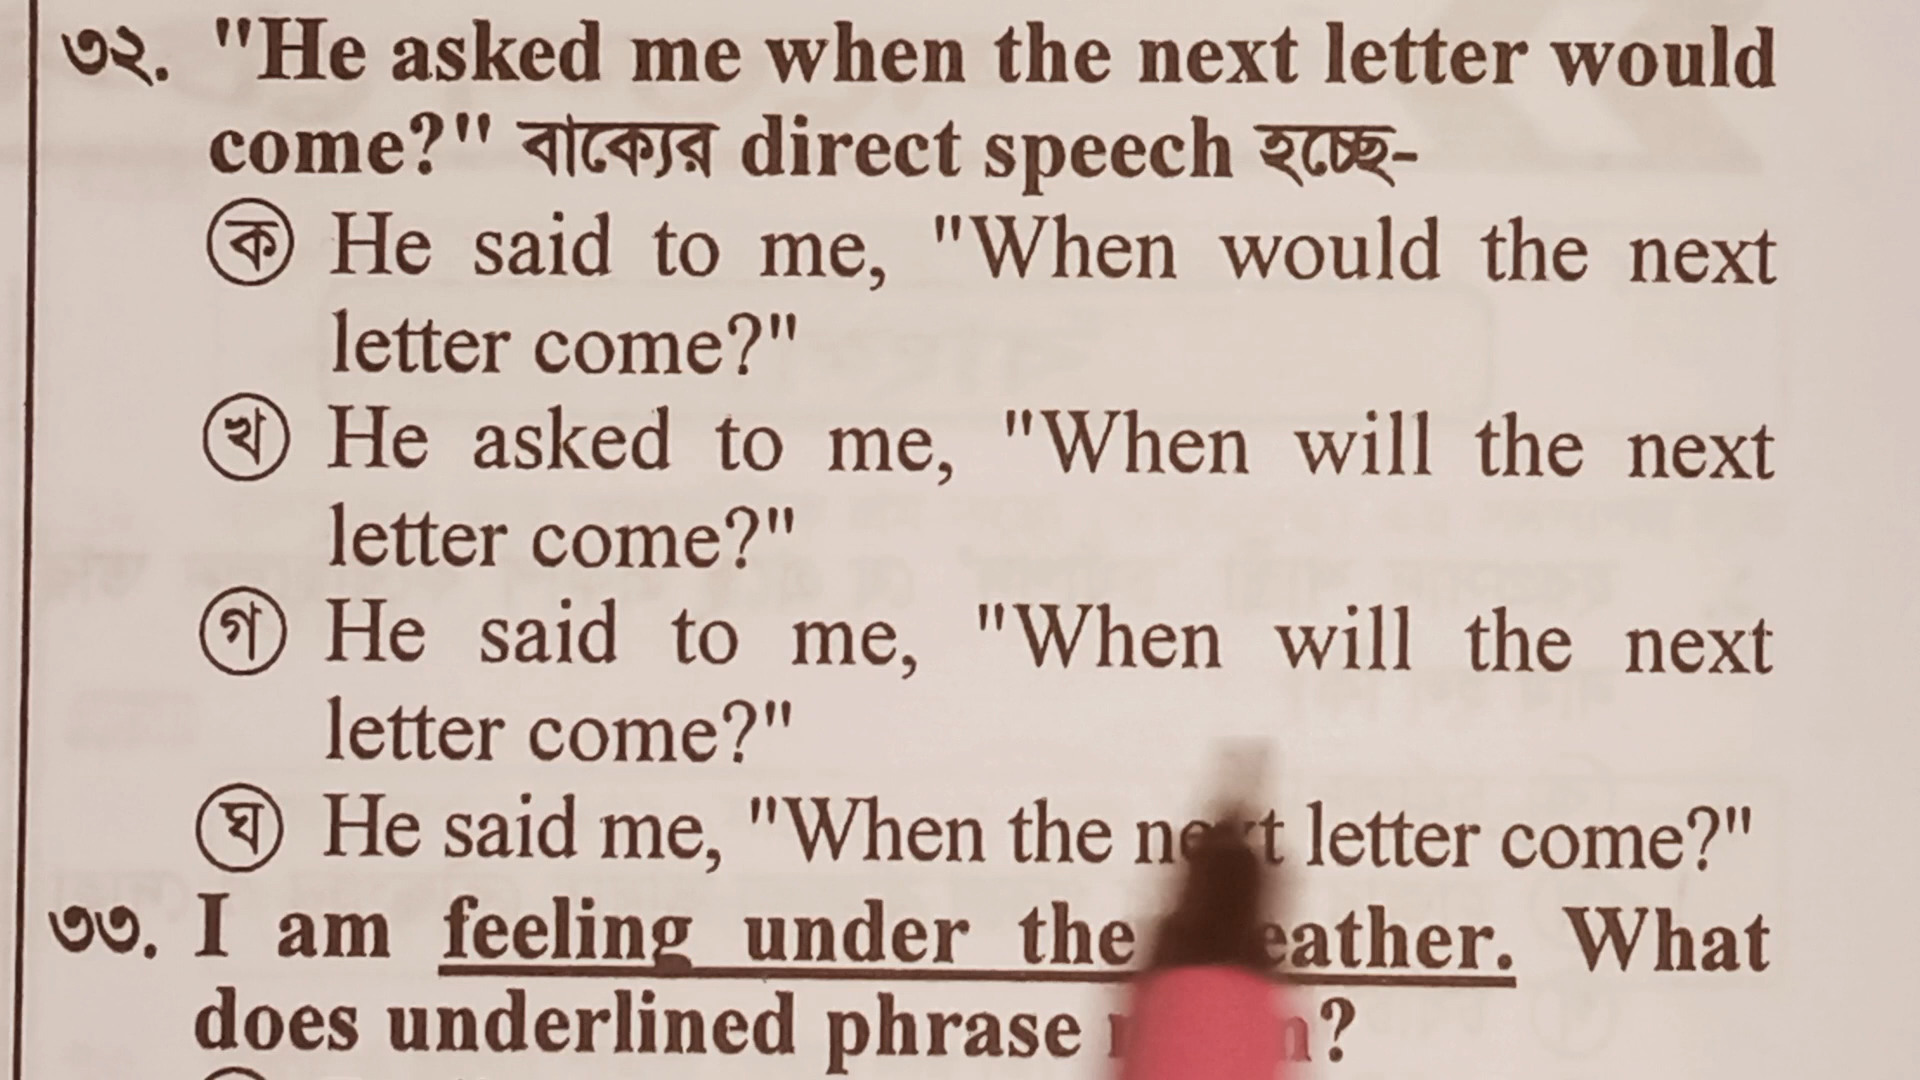 ৩২. "He asked me when the next letter would
come?" বাক্যের direct speech হচ্ছে-
ক He said to me, "When would the next
letter come?"
খ He asked to me, "When will the next
letter come?"
গ He said to me, "When will the next
letter come?"
ঘ He said me, "When the next letter come?"
৩৩. I am feeling under the What
does underlined phrase